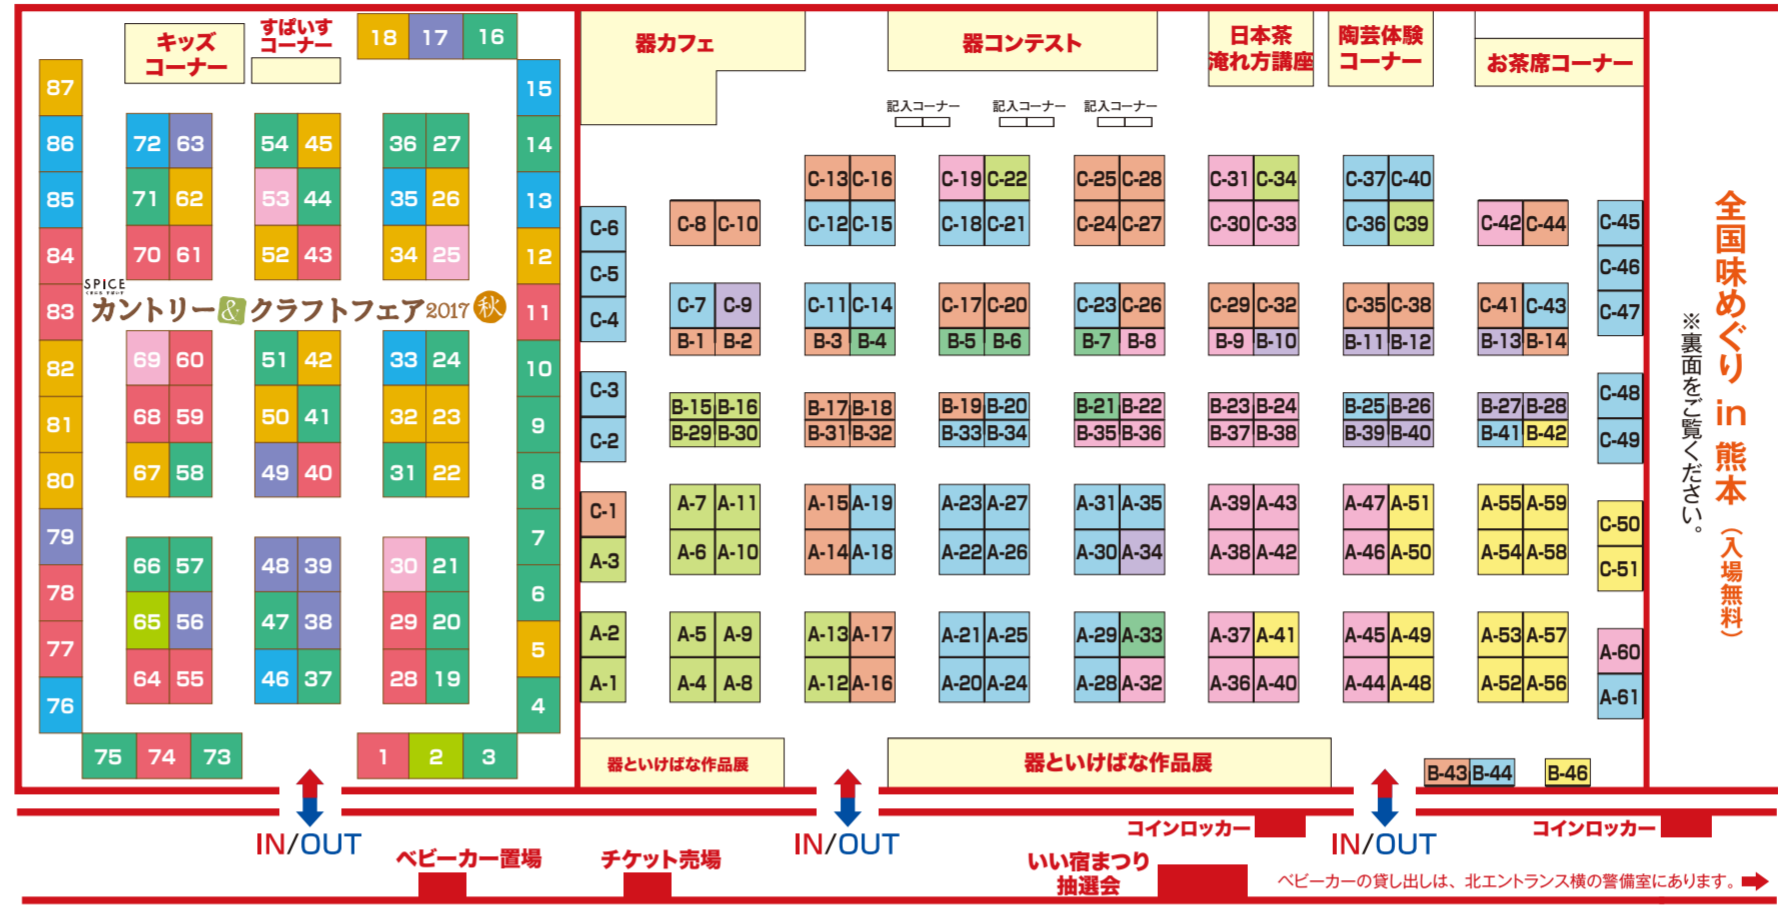 キッズ
コーナー
すぱいす
コーナー
18 17 16
器カフェ
器コンテスト
日本茶
淹れ方講座
陶芸体験
コーナー
お茶席コーナー
記入コーナー 記入コーナー 記入コーナー
87
86
85
84
83
82
81
80
79
78
77
76
75 74 73
72 63
71 62
70 61
54 45
53 44
52 43
36 27
35 26
34 25
15
14
13
12
11
10
9
8
7
6
5
4
SPICE
カントリー&クラフトフェア2017秋
69 60
68 59
67 58
51 42
50 41
49 40
33 24
32 23
31 22
66 57
65 56
64 55
48 39
47 38
46 37
30 21
29 20
28 19
1 2 3
C-6
C-5
C-4
C-3
C-2
C-1
A-3
A-2
A-1
C-8 C-10
C-13 C-16
C-12 C-15
C-19 C-22
C-18 C-21
C-25 C-28
C-24 C-27
C-31 C-34
C-30 C-33
C-37 C-40
C-36 C39
C-42 C-44
C-45
C-46
C-47
C-7 C-9
B-1 B-2
C-11 C-14
B-3 B-4
C-17 C-20
B-5 B-6
C-23 C-26
B-7 B-8
C-29 C-32
B-9 B-10
C-35 C-38
B-11 B-12
C-41 C-43
B-13 B-14
B-15 B-16
B-29 B-30
B-17 B-18
B-31 B-32
B-19 B-20
B-33 B-34
B-21 B-22
B-35 B-36
B-23 B-24
B-37 B-38
B-25 B-26
B-39 B-40
B-27 B-28
B-41 B-42
C-48
C-49
A-7 A-11
A-6 A-10
A-15 A-19
A-14 A-18
A-23 A-27
A-22 A-26
A-31 A-35
A-30 A-34
A-39 A-43
A-38 A-42
A-47 A-51
A-46 A-50
A-55 A-59
A-54 A-58
C-50
C-51
A-5 A-9
A-4 A-8
A-13 A-17
A-12 A-16
A-21 A-25
A-20 A-24
A-29 A-33
A-28 A-32
A-37 A-41
A-36 A-40
A-45 A-49
A-44 A-48
A-53 A-57
A-52 A-56
A-60
A-61
器といけばな作品展
器といけばな作品展
B-43 B-44 B-46
全国味めぐり in 熊本（入場無料）
※裏面をご覧ください。
IN/OUT
IN/OUT
IN/OUT
コインロッカー
コインロッカー
ベビーカー置場
チケット売場
いい宿まつり
抽選会
ベビーカーの貸し出しは、北エントランス横の警備室にあります。